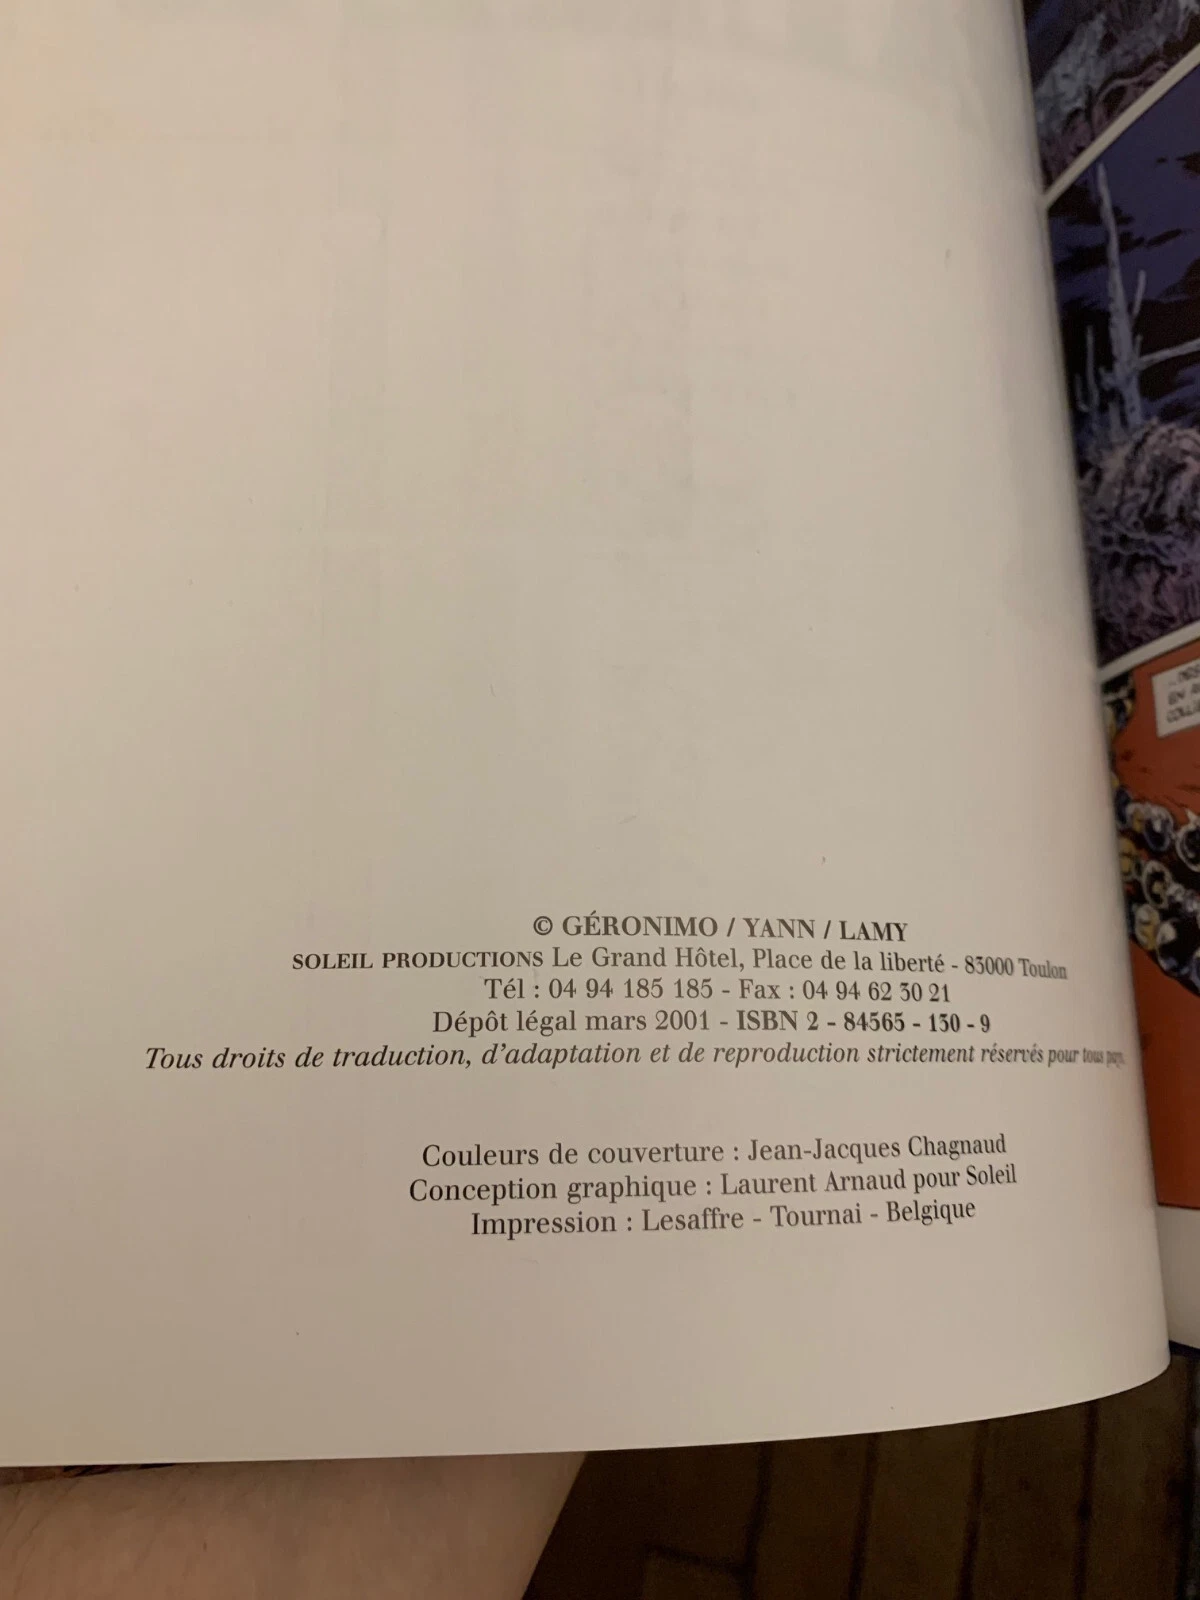 © GÉRONIMO / YANN / LAMY
SOLEIL PRODUCTIONS Le Grand Hôtel, Place de la liberté - 83000 Toulon
Tél : 04 94 185 185 - Fax : 04 94 62 30 21
Dépôt légal mars 2001 - ISBN 2 - 84565 - 130 - 9
Tous droits de traduction, d'adaptation et de reproduction strictement réservés pour tous pays.
Couleurs de couverture : Jean-Jacques Chagnaud
Conception graphique : Laurent Arnaud pour Soleil
Impression : Lesaffre - Tournai - Belgique